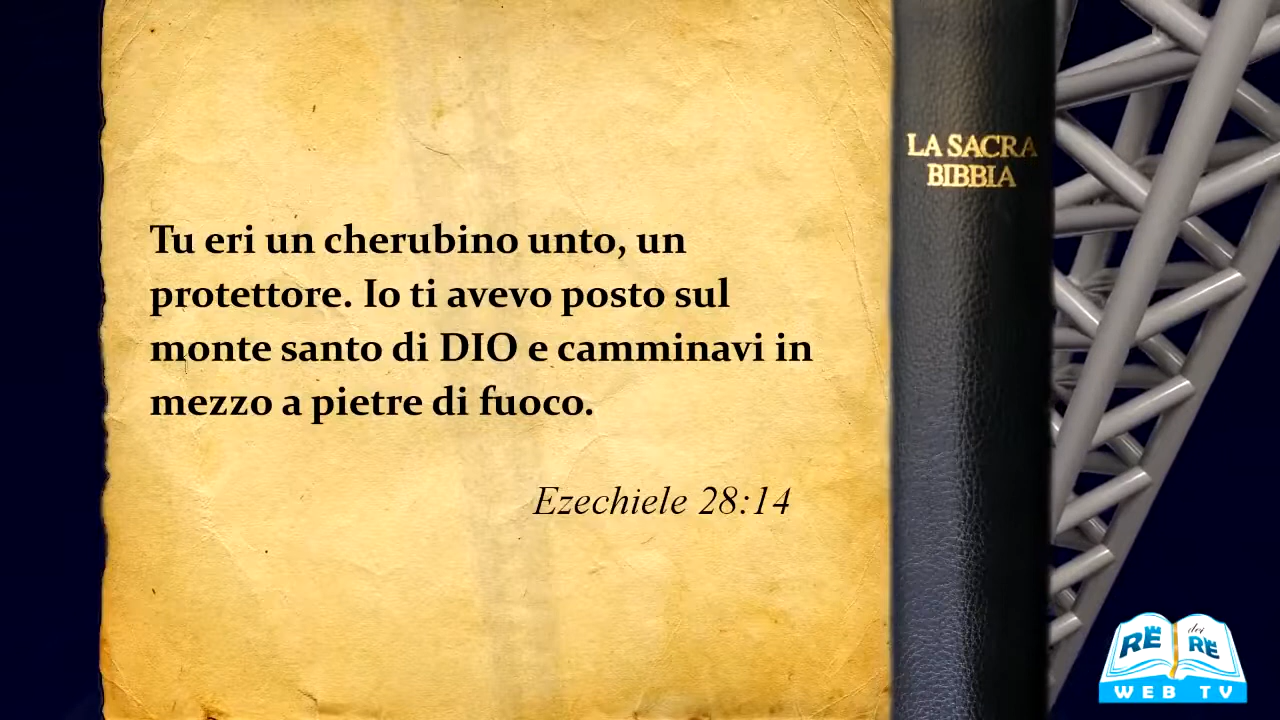 Tu eri un cherubino unto, un
protettore. Io ti avevo posto sul
monte santo di DIO e camminavi in
mezzo a pietre di fuoco.
Ezechiele 28:14
LA SACRA
BIBBIA
RE dei RE
WEB TV